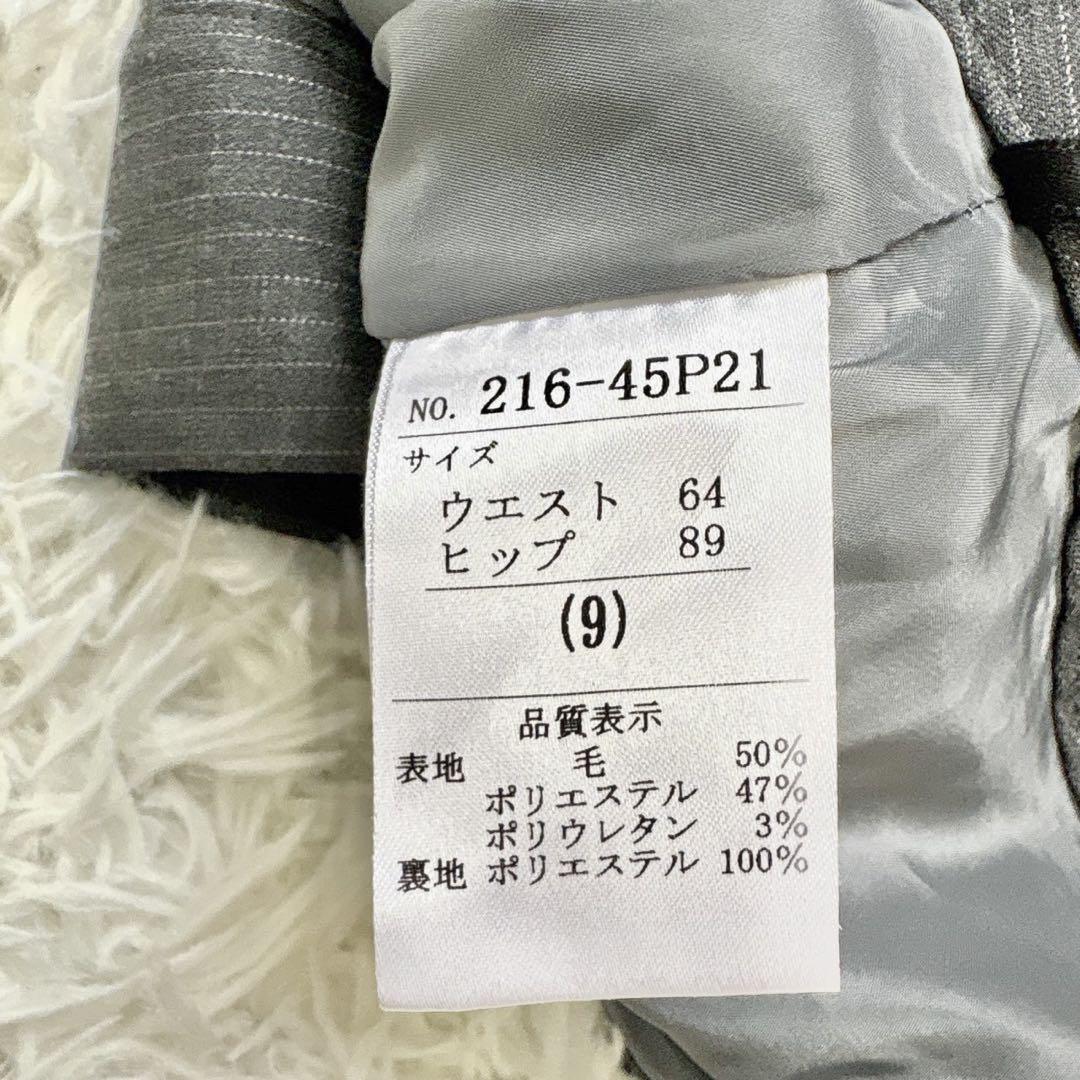 NO. 216-45P21
サイズ
ウエスト 64
ヒップ 89
(9)
品質表示
表地 毛 50%
ポリエステル 47%
ポリウレタン 3%
裏地 ポリエステル 100%